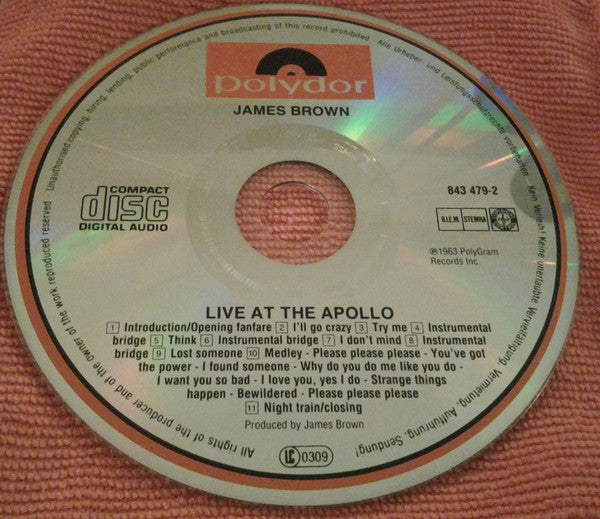 Unauthorised copying, hiring, lending, public performance and broadcasting of this record prohibited · Alle Urheber- und Leistungsschutzrechte vorbehalten · Kein Verleih! Keine unerlaubte Vervielfältigung, Vermietung, Aufführung, Sendung!
polydor
JAMES BROWN
COMPACT
disc
DIGITAL AUDIO
843 479-2
B.I.E.M. STEMRA
℗1963 PolyGram
Records Inc.
LIVE AT THE APOLLO
1 Introduction/Opening fanfare 2 I'll go crazy 3 Try me 4 Instrumental
bridge 5 Think 6 Instrumental bridge 7 I don't mind 8 Instrumental
bridge 9 Lost someone 10 Medley - Please please please - You've got
the power - I found someone - Why do you do me like you do -
I want you so bad - I love you, yes I do - Strange things
happen - Bewildered - Please please please
11 Night train/closing
Produced by James Brown
LC 0309
All rights of the producer and of the owner of the work reproduced reserved ·